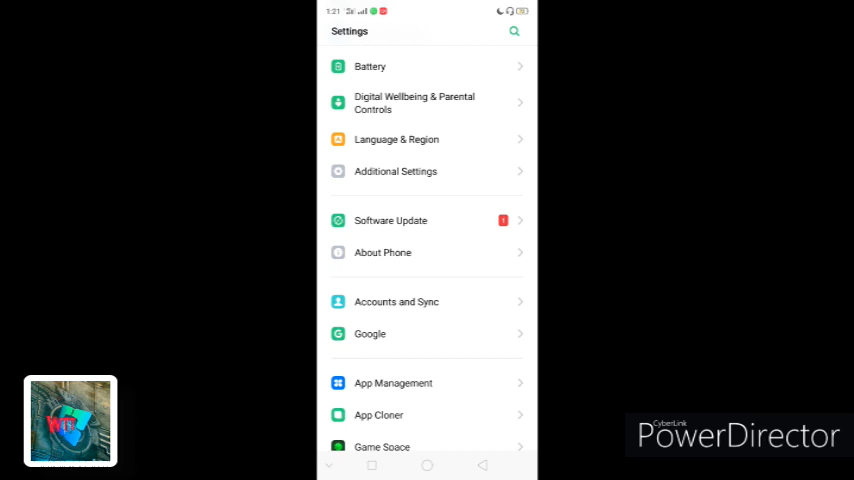 1:21
Settings
Battery
Digital Wellbeing & Parental
Controls
Language & Region
Additional Settings
Software Update
1
About Phone
Accounts and Sync
Google
App Management
App Cloner
Game Space
CyberLink
PowerDirector